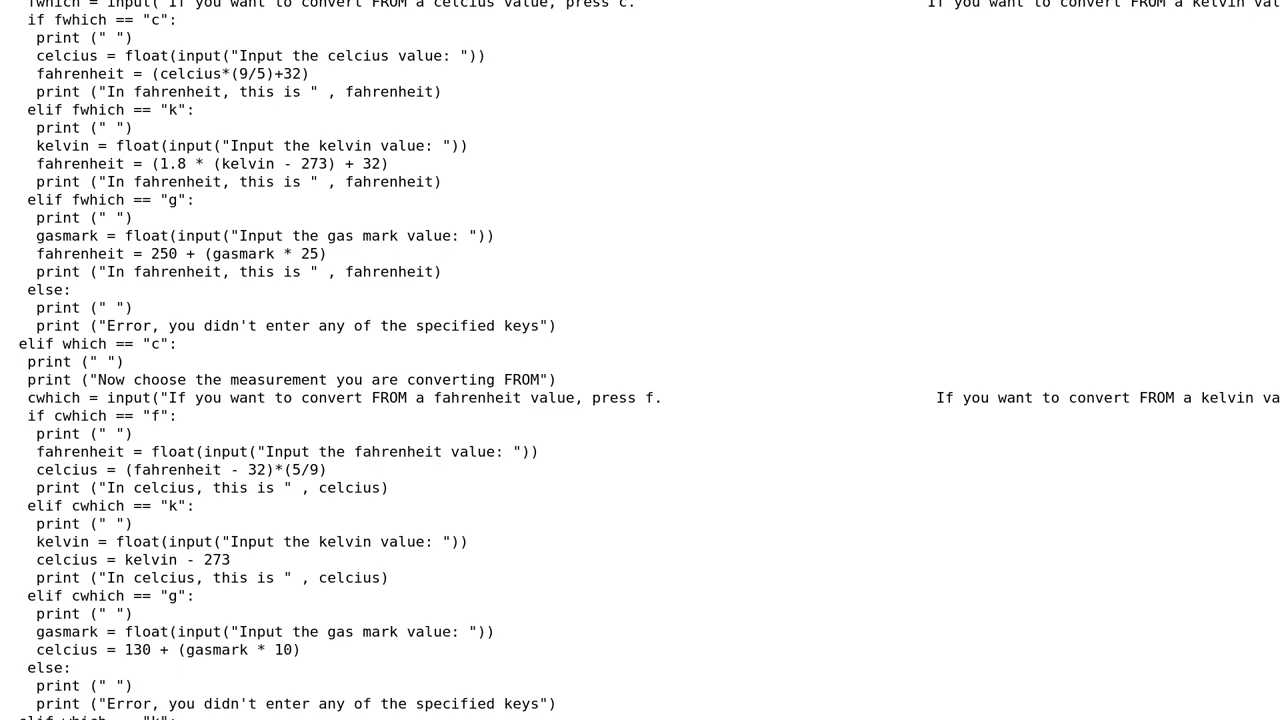 fwhich = input("If you want to convert FROM a celcius value, press c. If you want to convert FROM a kelvin val
if fwhich == "c":
print (" ")
celcius = float(input("Input the celcius value: "))
fahrenheit = (celcius*(9/5)+32)
print ("In fahrenheit, this is " , fahrenheit)
elif fwhich == "k":
print (" ")
kelvin = float(input("Input the kelvin value: "))
fahrenheit = (1.8 * (kelvin - 273) + 32)
print ("In fahrenheit, this is " , fahrenheit)
elif fwhich == "g":
print (" ")
gasmark = float(input("Input the gas mark value: "))
fahrenheit = 250 + (gasmark * 25)
print ("In fahrenheit, this is " , fahrenheit)
else:
print (" ")
print ("Error, you didn't enter any of the specified keys")
elif which == "c":
print (" ")
print ("Now choose the measurement you are converting FROM")
cwhich = input("If you want to convert FROM a fahrenheit value, press f. If you want to convert FROM a kelvin va
if cwhich == "f":
print (" ")
fahrenheit = float(input("Input the fahrenheit value: "))
celcius = (fahrenheit - 32)*(5/9)
print ("In celcius, this is " , celcius)
elif cwhich == "k":
print (" ")
kelvin = float(input("Input the kelvin value: "))
celcius = kelvin - 273
print ("In celcius, this is " , celcius)
elif cwhich == "g":
print (" ")
gasmark = float(input("Input the gas mark value: "))
celcius = 130 + (gasmark * 10)
else:
print (" ")
print ("Error, you didn't enter any of the specified keys")
elif which == "k":